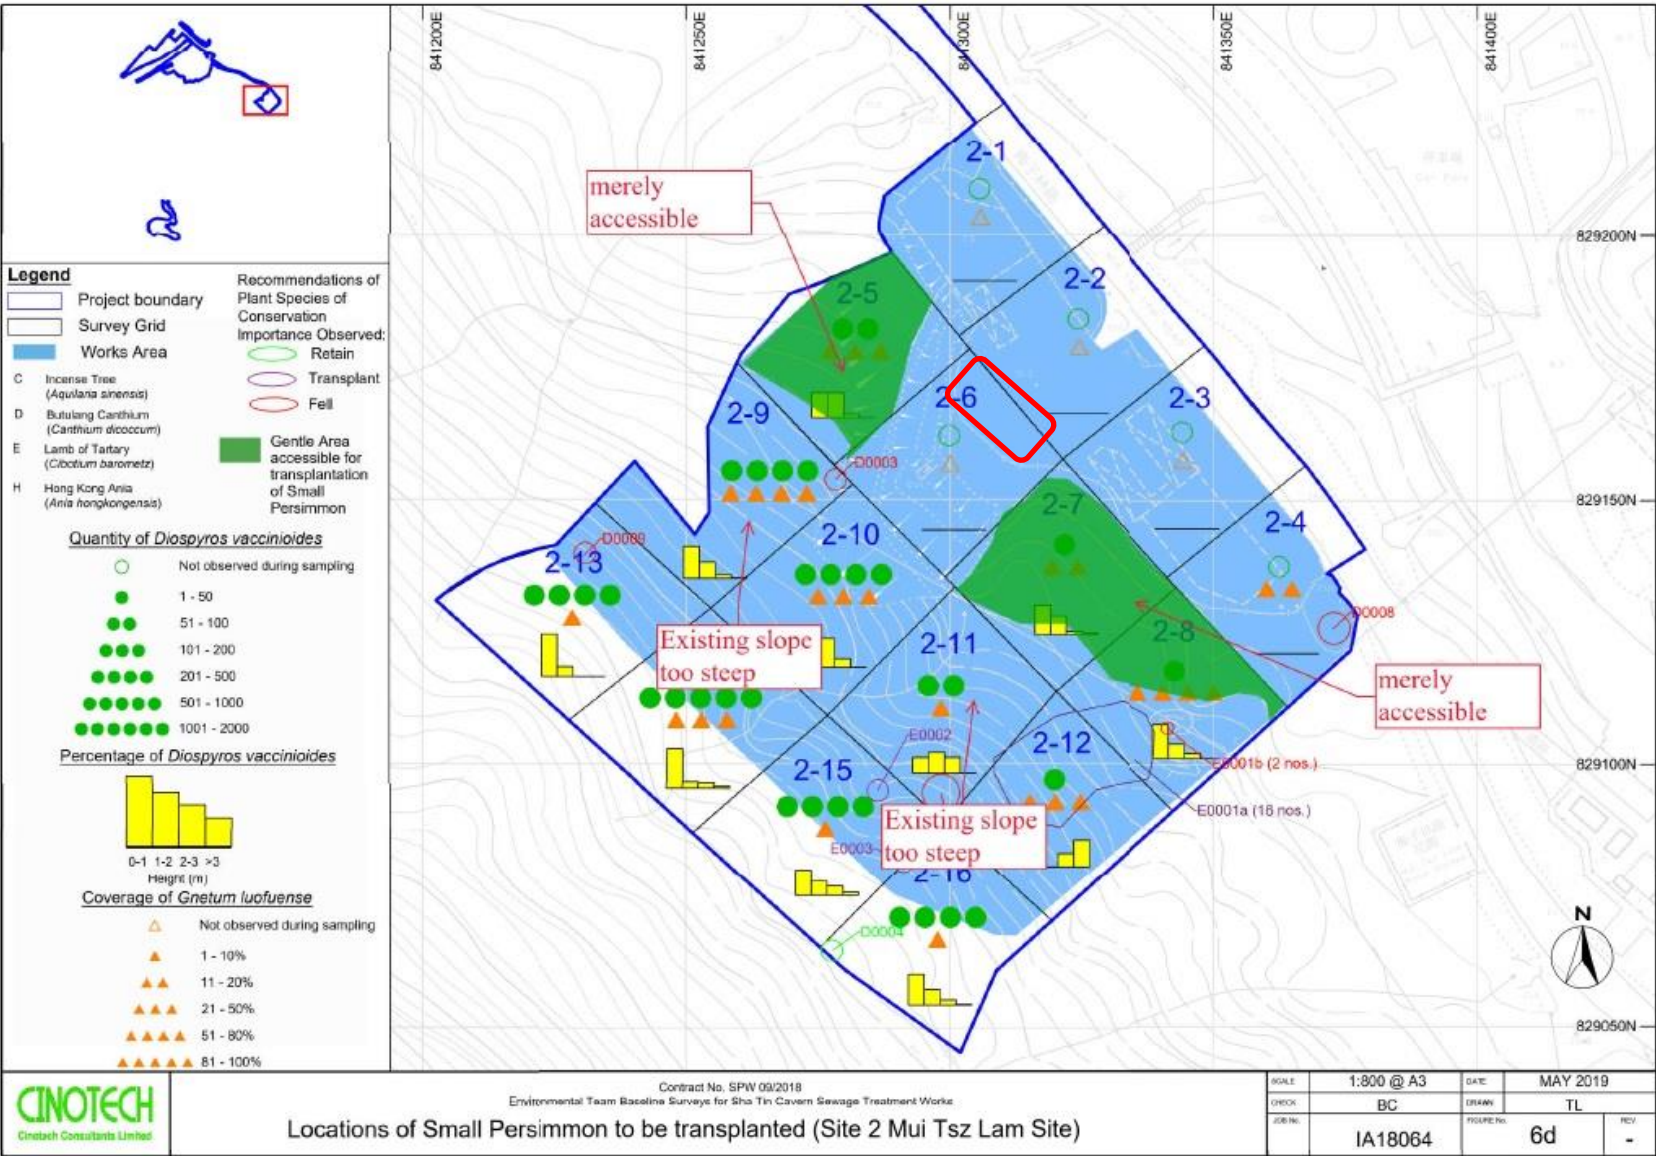 841200E
841250E
841300E
841350E
841400E
829200N
829150N
829100N
829050N
Legend
Project boundary
Survey Grid
Works Area
C Incense Tree
(Aquilaria sinensis)
D Butulang Canthium
(Canthium dicoccum)
E Lamb of Tartary
(Cibotium barometz)
H Hong Kong Ania
(Ania hongkongensis)
Recommendations of
Plant Species of
Conservation
Importance Observed:
Retain
Transplant
Fell
Gentle Area
accessible for
transplantation
of Small
Persimmon
Quantity of Diospyros vaccinioides
Not observed during sampling
1 - 50
51 - 100
101 - 200
201 - 500
501 - 1000
1001 - 2000
Percentage of Diospyros vaccinioides
0-1 1-2 2-3 >3
Height (m)
Coverage of Gnetum luofuense
Not observed during sampling
1 - 10%
11 - 20%
21 - 50%
51 - 80%
81 - 100%
2-1
merely
accessible
2-2
2-5
2-6
2-3
2-9
D0003
2-7
2-4
2-10
D0009
2-13
D0008
2-8
Existing slope
too steep
2-11
merely
accessible
E0002
2-12
E0001b (2 nos.)
2-15
E0001a (16 nos.)
Existing slope
too steep
E0003
2-16
D0004
N
CINOTECH
Cinotech Consultants Limited
Contract No. SPW 09/2018
Environmental Team Baseline Surveys for Sha Tin Cavern Sewage Treatment Works
Locations of Small Persimmon to be transplanted (Site 2 Mui Tsz Lam Site)
SCALE 1:800 @ A3 DATE MAY 2019
CHECK BC DRAWN TL
JOB No. IA18064 FIGURE No. 6d REV -